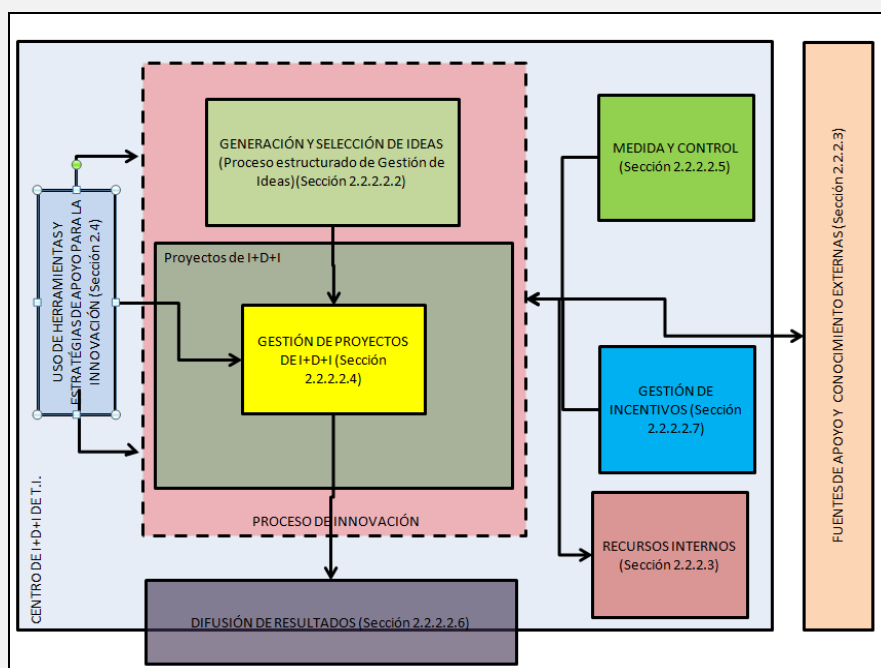 GENERACIÓN Y SELECCIÓN DE IDEAS
(Proceso estructurado de Gestión de
Ideas)(Sección 2.2.2.2.2)
MEDIDA Y CONTROL
(Sección 2.2.2.2.5)
USO DE HERRAMIENTAS Y
ESTRATÉGIAS DE APOYO PARA LA
INNOVACIÓN (Sección 2.4)
Proyectos de I+D+I
GESTIÓN DE PROYECTOS
DE I+D+I (Sección
2.2.2.2.4)
GESTIÓN DE
INCENTIVOS (Sección
2.2.2.2.7)
FUENTES DE APOYO Y CONOCIMIENTO EXTERNAS (Sección 2.2.2.3)
PROCESO DE INNOVACIÓN
RECURSOS INTERNOS
(Sección 2.2.2.3)
CENTRO DE I+D+I DE T.I.
DIFUSIÓN DE RESULTADOS (Sección 2.2.2.2.6)